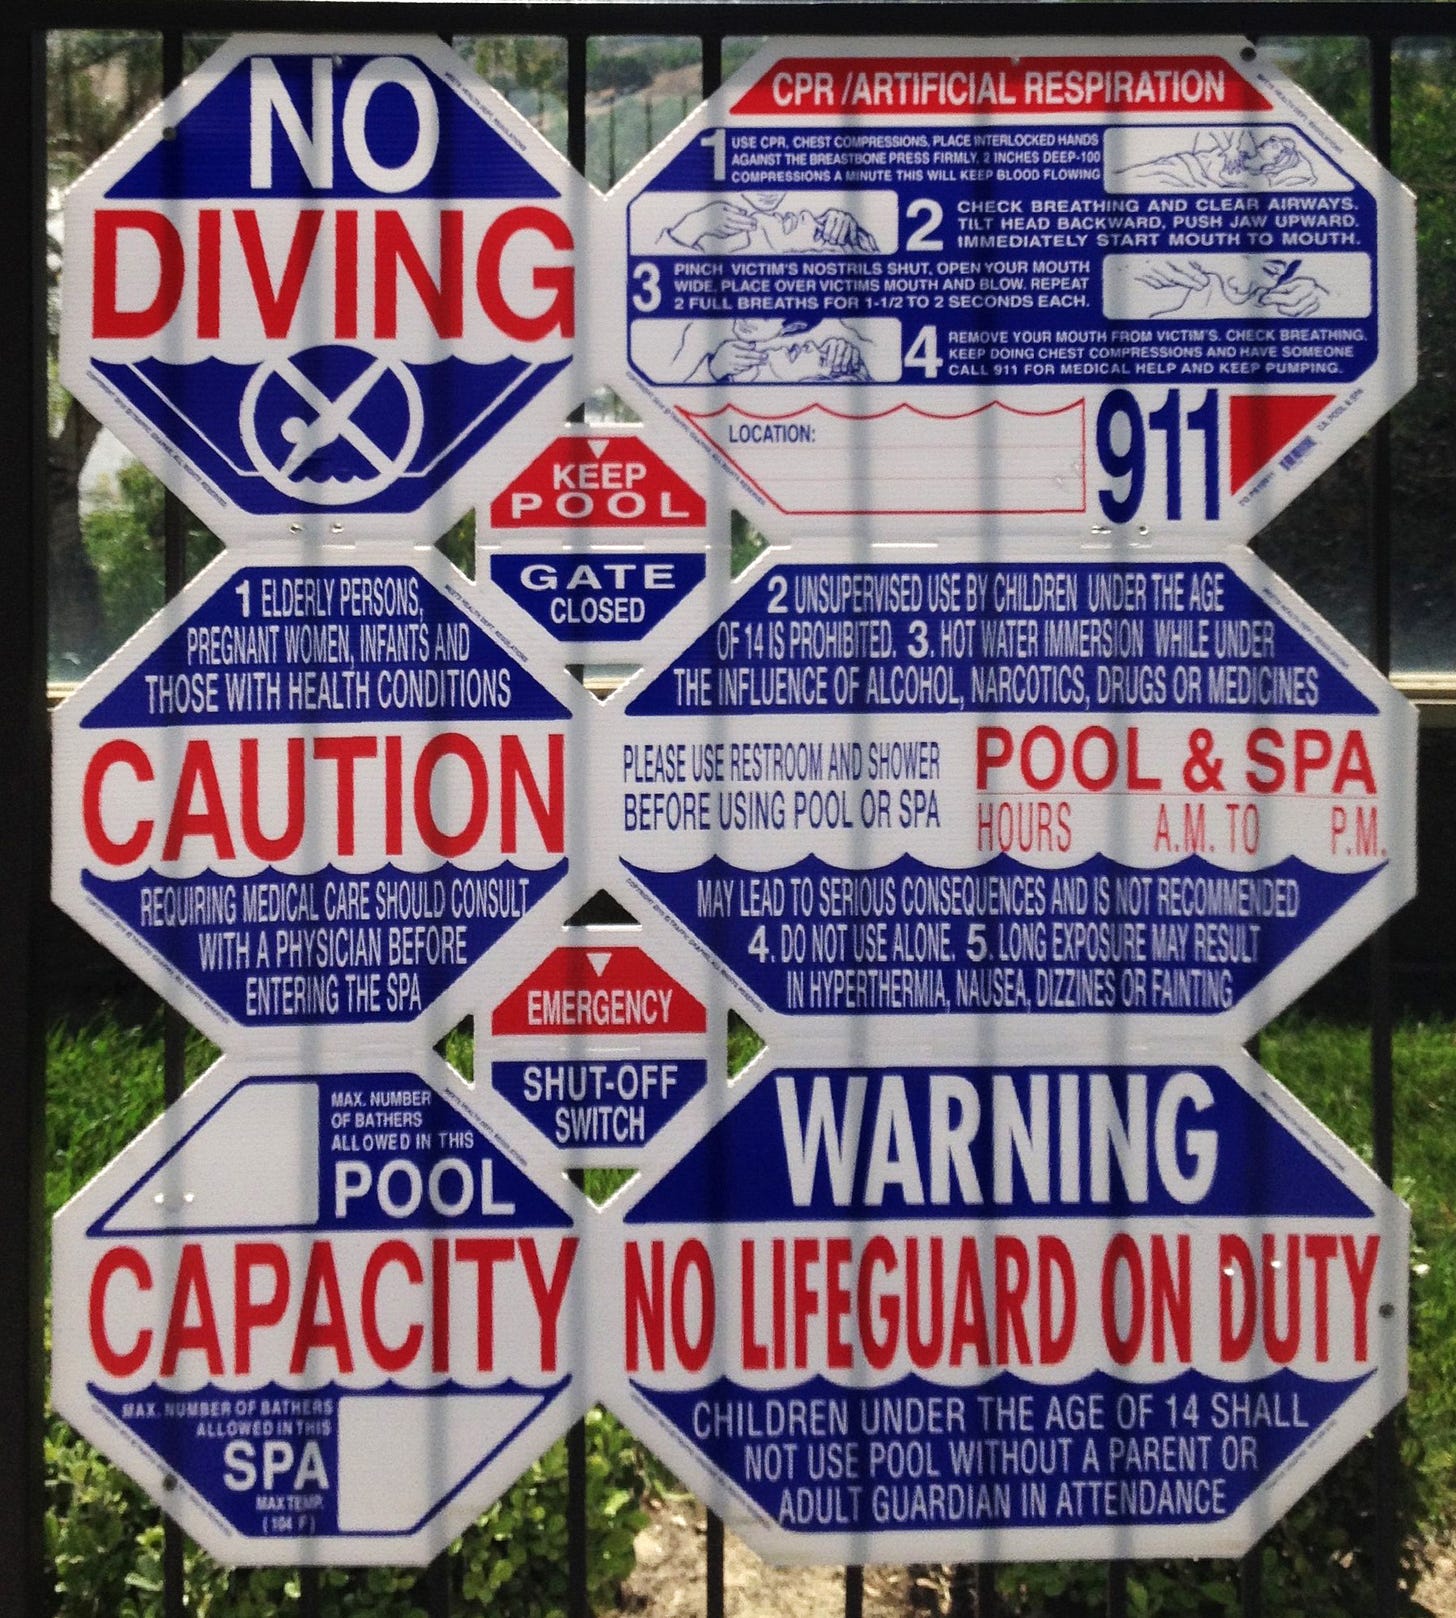 NO
DIVING
CPR /ARTIFICIAL RESPIRATION
1 USE CPR, CHEST COMPRESSIONS, PLACE INTERLOCKED HANDS
AGAINST THE BREASTBONE PRESS FIRMLY, 2 INCHES DEEP-100
COMPRESSIONS A MINUTE THIS WILL KEEP BLOOD FLOWING
2 CHECK BREATHING AND CLEAR AIRWAYS.
TILT HEAD BACKWARD, PUSH JAW UPWARD.
IMMEDIATELY START MOUTH TO MOUTH.
3 PINCH VICTIM'S NOSTRILS SHUT, OPEN YOUR MOUTH
WIDE, PLACE OVER VICTIMS MOUTH AND BLOW. REPEAT
2 FULL BREATHS FOR 1-1/2 TO 2 SECONDS EACH.
4 REMOVE YOUR MOUTH FROM VICTIM'S. CHECK BREATHING.
KEEP DOING CHEST COMPRESSIONS AND HAVE SOMEONE
CALL 911 FOR MEDICAL HELP AND KEEP PUMPING.
LOCATION:
911
KEEP
POOL
GATE
CLOSED
1 ELDERLY PERSONS,
PREGNANT WOMEN, INFANTS AND
THOSE WITH HEALTH CONDITIONS
CAUTION
REQUIRING MEDICAL CARE SHOULD CONSULT
WITH A PHYSICIAN BEFORE
ENTERING THE SPA
2 UNSUPERVISED USE BY CHILDREN UNDER THE AGE
OF 14 IS PROHIBITED. 3. HOT WATER IMMERSION WHILE UNDER
THE INFLUENCE OF ALCOHOL, NARCOTICS, DRUGS OR MEDICINES
PLEASE USE RESTROOM AND SHOWER
BEFORE USING POOL OR SPA
POOL & SPA
HOURS A.M. TO P.M.
MAY LEAD TO SERIOUS CONSEQUENCES AND IS NOT RECOMMENDED
4. DO NOT USE ALONE. 5. LONG EXPOSURE MAY RESULT
IN HYPERTHERMIA, NAUSEA, DIZZINES OR FAINTING
EMERGENCY
SHUT-OFF
SWITCH
MAX. NUMBER
OF BATHERS
ALLOWED IN THIS
POOL
CAPACITY
MAX. NUMBER OF BATHERS
ALLOWED IN THIS
SPA
MAX TEMP.
(104 F)
WARNING
NO LIFEGUARD ON DUTY
CHILDREN UNDER THE AGE OF 14 SHALL
NOT USE POOL WITHOUT A PARENT OR
ADULT GUARDIAN IN ATTENDANCE